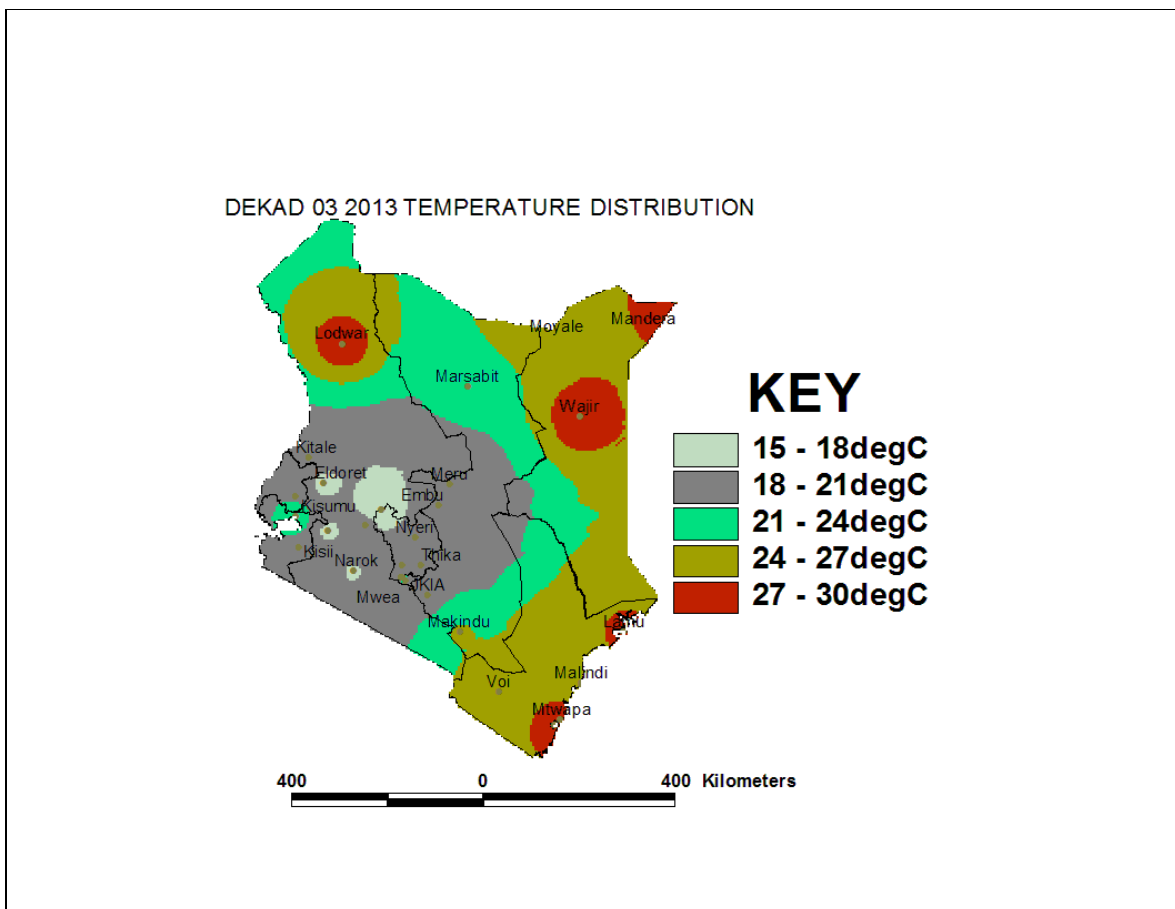 DEKAD 03 2013 TEMPERATURE DISTRIBUTION
Lodwar
Moyale
Mandera
Marsabit
Wajir
Kitale
Eldoret
Meru
Embu
Kisumu
Nyeri
Kisii
Narok
Thika
JKIA
Mwea
Makindu
Lamu
Voi
Malindi
Mtwapa
KEY
15 - 18degC
18 - 21degC
21 - 24degC
24 - 27degC
27 - 30degC
400 0 400 Kilometers